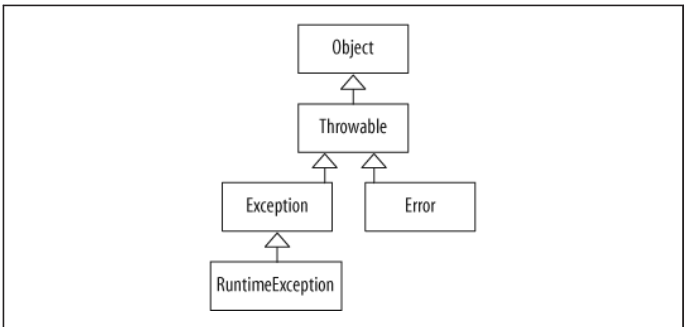 Object
Throwable
Exception
Error
RuntimeException